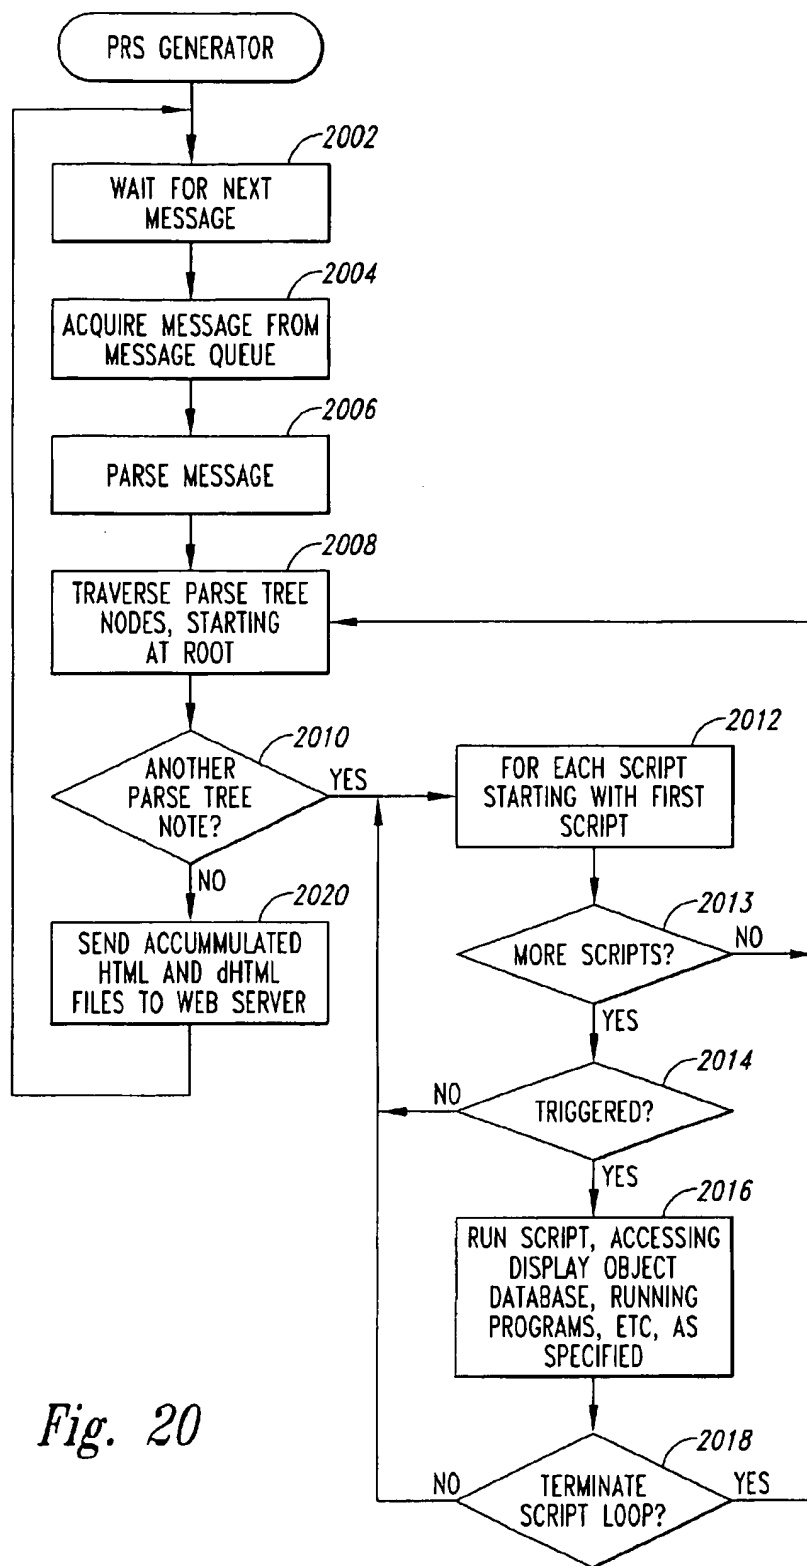 PRS GENERATOR
2002
WAIT FOR NEXT
MESSAGE
2004
ACQUIRE MESSAGE FROM
MESSAGE QUEUE
2006
PARSE MESSAGE
2008
TRAVERSE PARSE TREE
NODES, STARTING
AT ROOT
2010
ANOTHER
PARSE TREE
NOTE?
YES
NO
2012
FOR EACH SCRIPT
STARTING WITH FIRST
SCRIPT
2013
MORE SCRIPTS?
NO
YES
2020
SEND ACCUMMULATED
HTML AND dHTML
FILES TO WEB SERVER
2014
TRIGGERED?
NO
YES
2016
RUN SCRIPT, ACCESSING
DISPLAY OBJECT
DATABASE, RUNNING
PROGRAMS, ETC, AS
SPECIFIED
2018
TERMINATE
SCRIPT LOOP?
NO
YES
Fig. 20